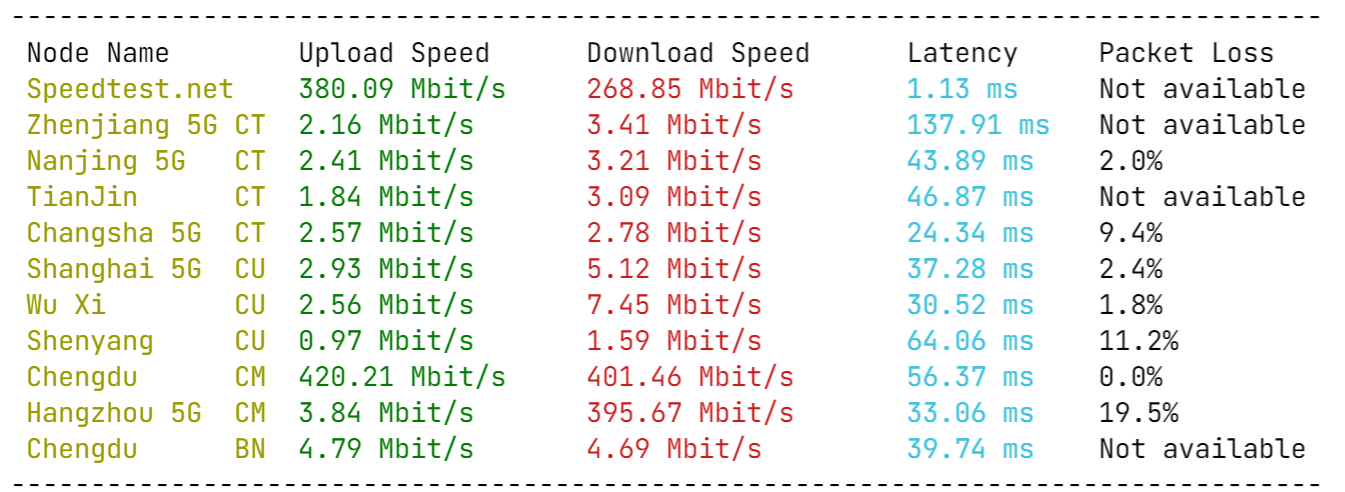 Node Name Upload Speed Download Speed Latency Packet Loss
Speedtest.net 380.09 Mbit/s 268.85 Mbit/s 1.13 ms Not available
Zhenjiang 5G CT 2.16 Mbit/s 3.41 Mbit/s 137.91 ms Not available
Nanjing 5G CT 2.41 Mbit/s 3.21 Mbit/s 43.89 ms 2.0%
TianJin CT 1.84 Mbit/s 3.09 Mbit/s 46.87 ms Not available
Changsha 5G CT 2.57 Mbit/s 2.78 Mbit/s 24.34 ms 9.4%
Shanghai 5G CU 2.93 Mbit/s 5.12 Mbit/s 37.28 ms 2.4%
Wu Xi CU 2.56 Mbit/s 7.45 Mbit/s 30.52 ms 1.8%
Shenyang CU 0.97 Mbit/s 1.59 Mbit/s 64.06 ms 11.2%
Chengdu CM 420.21 Mbit/s 401.46 Mbit/s 56.37 ms 0.0%
Hangzhou 5G CM 3.84 Mbit/s 395.67 Mbit/s 33.06 ms 19.5%
Chengdu BN 4.79 Mbit/s 4.69 Mbit/s 39.74 ms Not available